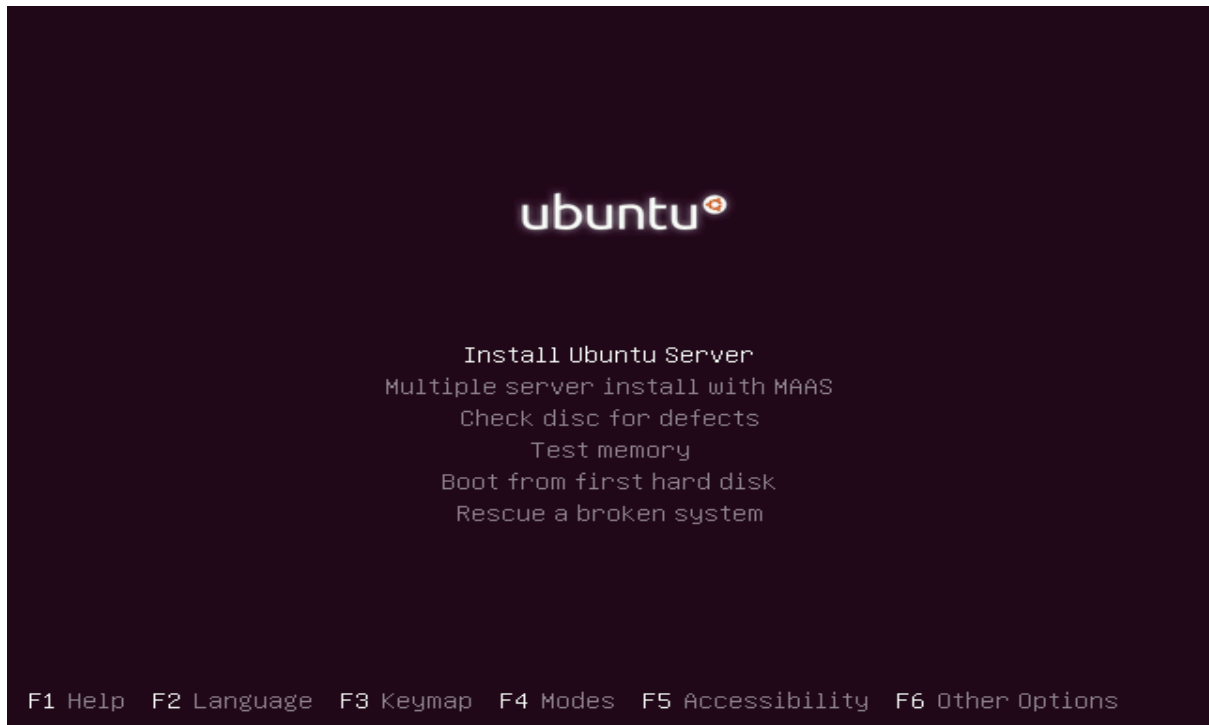 ubuntu
Install Ubuntu Server
Multiple server install with MAAS
Check disc for defects
Test memory
Boot from first hard disk
Rescue a broken system
F1 Help F2 Language F3 Keymap F4 Modes F5 Accessibility F6 Other Options